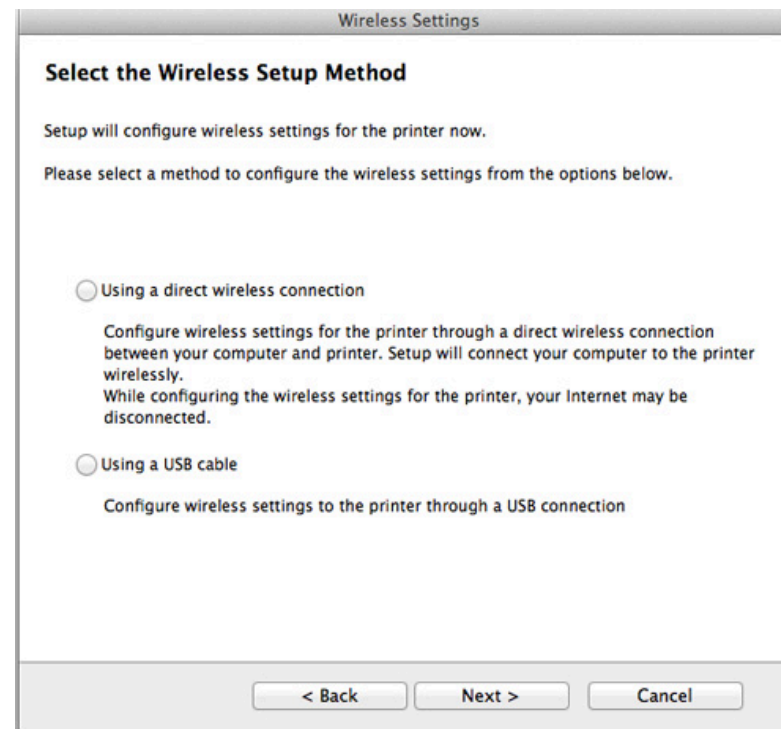 Wireless Settings
Select the Wireless Setup Method
Setup will configure wireless settings for the printer now.
Please select a method to configure the wireless settings from the options below.
Using a direct wireless connection
Configure wireless settings for the printer through a direct wireless connection
between your computer and printer. Setup will connect your computer to the printer
wirelessly.
While configuring the wireless settings for the printer, your Internet may be
disconnected.
Using a USB cable
Configure wireless settings to the printer through a USB connection
< Back Next > Cancel